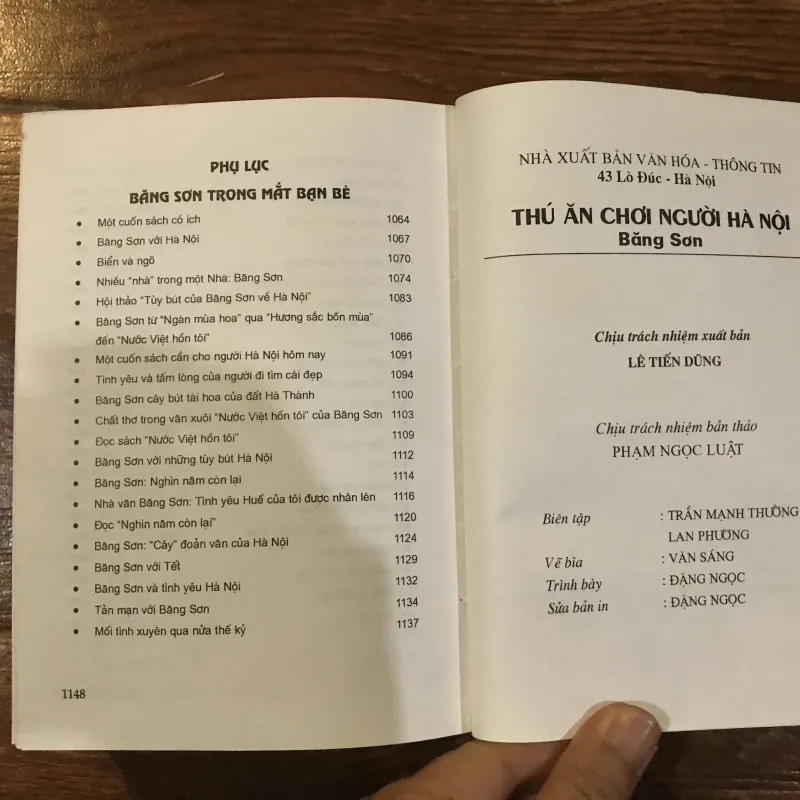 PHỤ LỤC
BĂNG SƠN TRONG MẮT BẠN BÈ
• Một cuốn sách có ích 1064
• Băng Sơn với Hà Nội 1067
• Biển và ngõ 1070
• Nhiều “nhà” trong một Nhà: Băng Sơn 1074
• Hội thảo “Tùy bút của Băng Sơn về Hà Nội” 1083
• Băng Sơn từ “Ngàn mùa hoa” qua “Hương sắc bốn mùa”
đến “Nước Việt hồn tôi” 1086
• Một cuốn sách cần cho người Hà Nội hôm nay 1091
• Tình yêu và tấm lòng của người đi tìm cái đẹp 1094
• Băng Sơn cây bút tài hoa của đất Hà Thành 1100
• Chất thơ trong văn xuôi “Nước Việt hồn tôi” của Băng Sơn 1103
• Đọc sách “Nước Việt hồn tôi” 1109
• Băng Sơn với những tùy bút Hà Nội 1112
• Băng Sơn: Nghìn năm còn lại 1114
• Nhà văn Băng Sơn: Tình yêu Huế của tôi được nhân lên 1116
• Đọc “Nghìn năm còn lại” 1120
• Băng Sơn: “Cây” đoản văn của Hà Nội 1124
• Băng Sơn với Tết 1129
• Băng Sơn và tình yêu Hà Nội 1132
• Tản mạn với Băng Sơn 1134
• Mối tình xuyên qua nửa thế kỷ 1137
1148
NHÀ XUẤT BẢN VĂN HÓA - THÔNG TIN
43 Lò Đúc - Hà Nội
THÚ ĂN CHƠI NGƯỜI HÀ NỘI
Băng Sơn
Chịu trách nhiệm xuất bản
LÊ TIẾN DŨNG
Chịu trách nhiệm bản thảo
PHẠM NGỌC LUẬT
Biên tập : TRẦN MẠNH THƯỜNG
LAN PHƯƠNG
Vẽ bìa : VĂN SÁNG
Trình bày : ĐẶNG NGỌC
Sửa bản in : ĐẶNG NGỌC